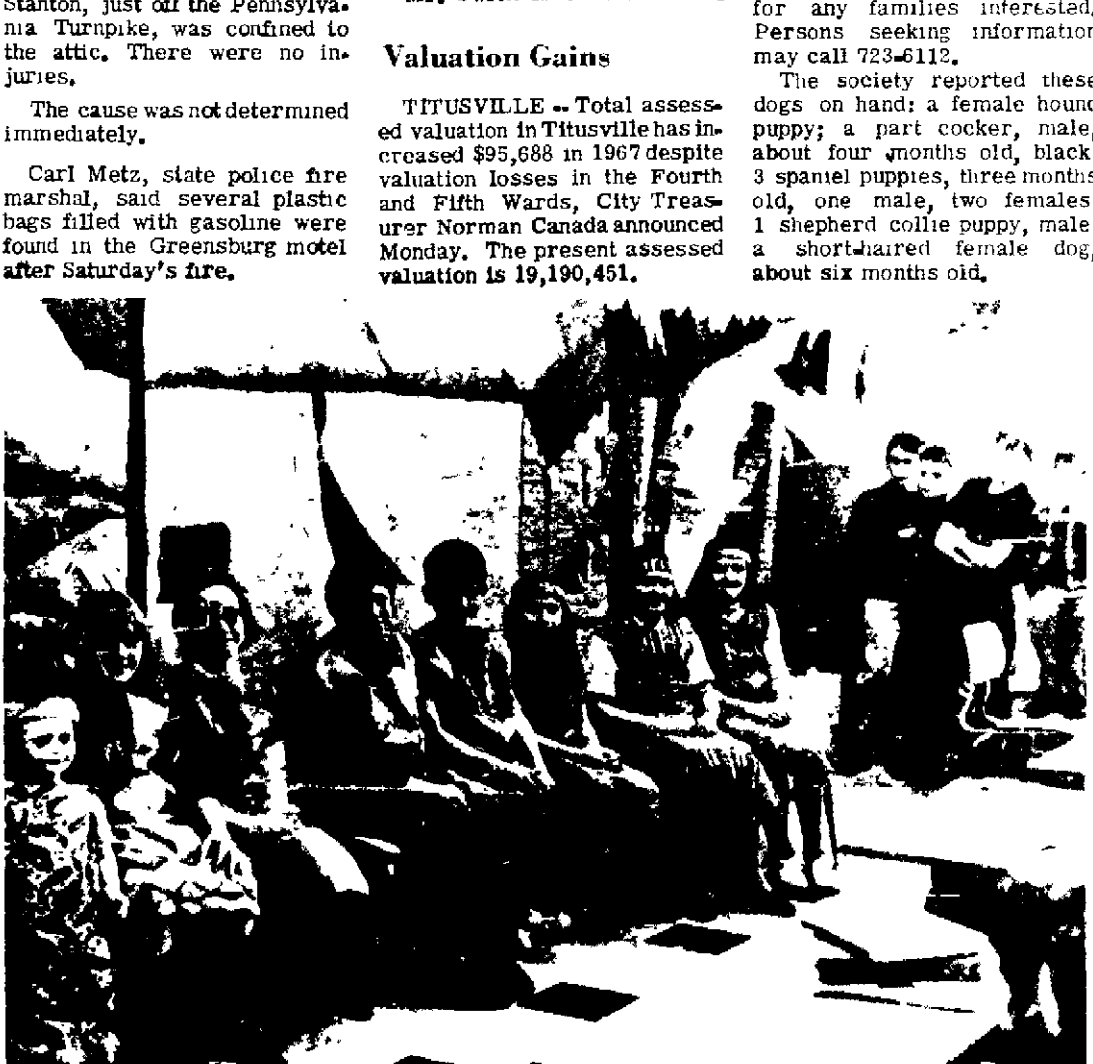 Stanton, just off the Pennsylva-
nia Turnpike, was confined to
the attic. There were no in-
juries.
The cause was not determined
immediately.
Carl Metz, state police fire
marshal, said several plastic
bags filled with gasoline were
found in the Greensburg motel
after Saturday's fire.
Valuation Gains
TITUSVILLE -- Total assess-
ed valuation in Titusville has in-
creased $95,688 in 1967 despite
valuation losses in the Fourth
and Fifth Wards, City Treas-
urer Norman Canada announced
Monday. The present assessed
valuation is 19,190,451.
for any families interested.
Persons seeking information
may call 723-6112.
The society reported these
dogs on hand: a female hound
puppy; a part cocker, male,
about four months old, black
3 spaniel puppies, three months
old, one male, two females
1 shepherd collie puppy, male
a short-haired female dog,
about six months old.